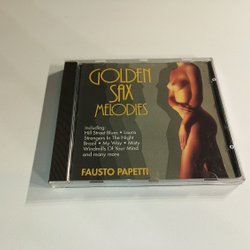 GOLDEN
SAX
MELODIES
Including:
Hill Street Blues • Laura
Strangers In The Night
Brazil • My Way • Misty
Windmills Of Your Mind
and many more
FAUSTO PAPETTI